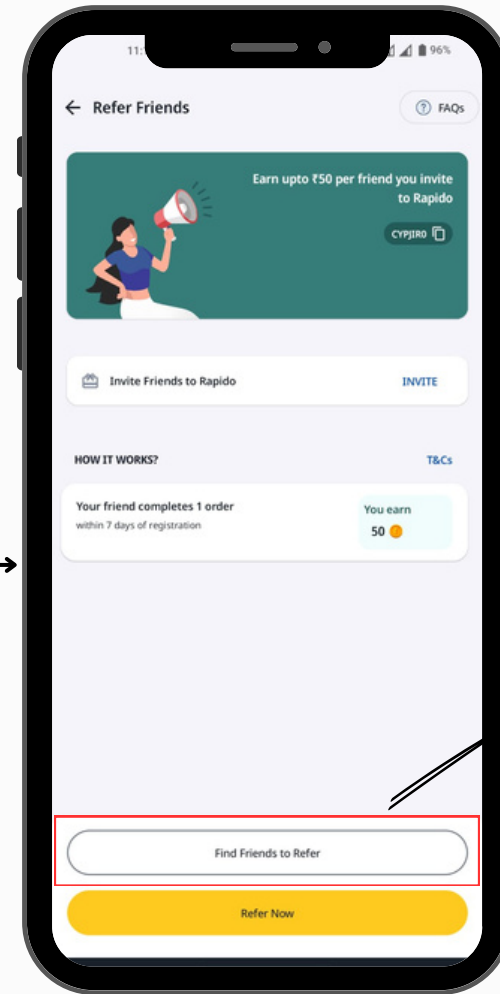 96%
Refer Friends
FAQs
Earn upto ₹50 per friend you invite
to Rapido
CYPJIR0
Invite Friends to Rapido
INVITE
HOW IT WORKS?
T&Cs
Your friend completes 1 order
within 7 days of registration
You earn
50
Find Friends to Refer
Refer Now